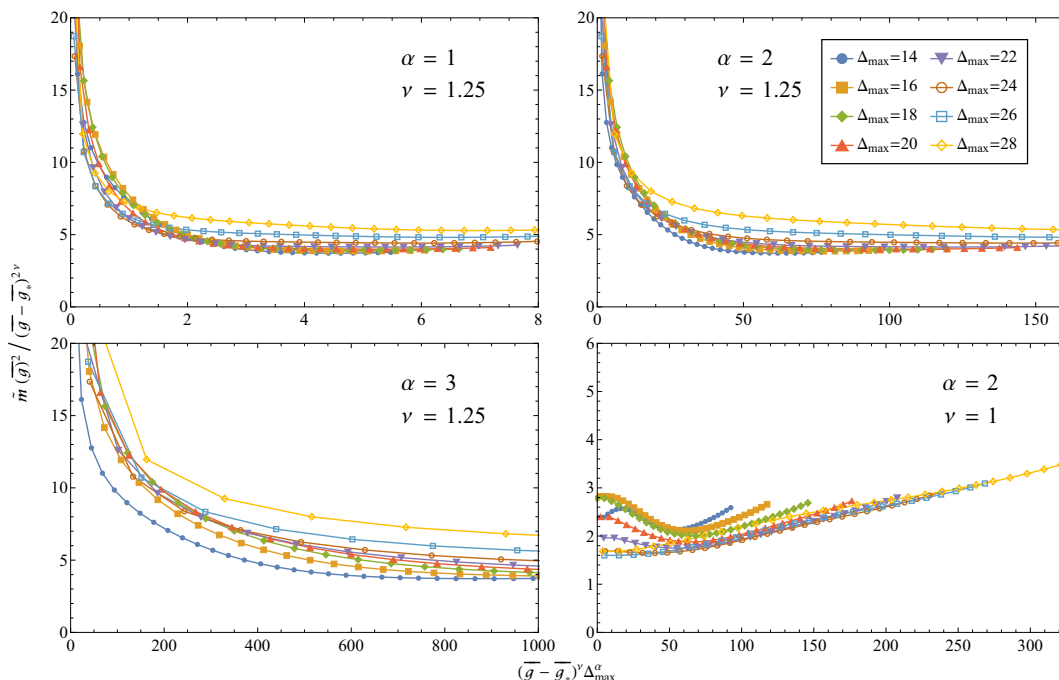 20
15
10
5
0
0 2 4 6 8
α = 1
ν = 1.25
20
15
10
5
0
0 50 100 150
α = 2
ν = 1.25
Δmax=14 Δmax=22
Δmax=16 Δmax=24
Δmax=18 Δmax=26
Δmax=20 Δmax=28
m̃ (g̅)² / (g̅ − g̅*)^2ν
20
15
10
5
0
0 200 400 600 800 1000
α = 3
ν = 1.25
6
5
4
3
2
1
0
0 50 100 150 200 250 300
α = 2
ν = 1
(g̅ − g̅*)^ν Δ^α_max